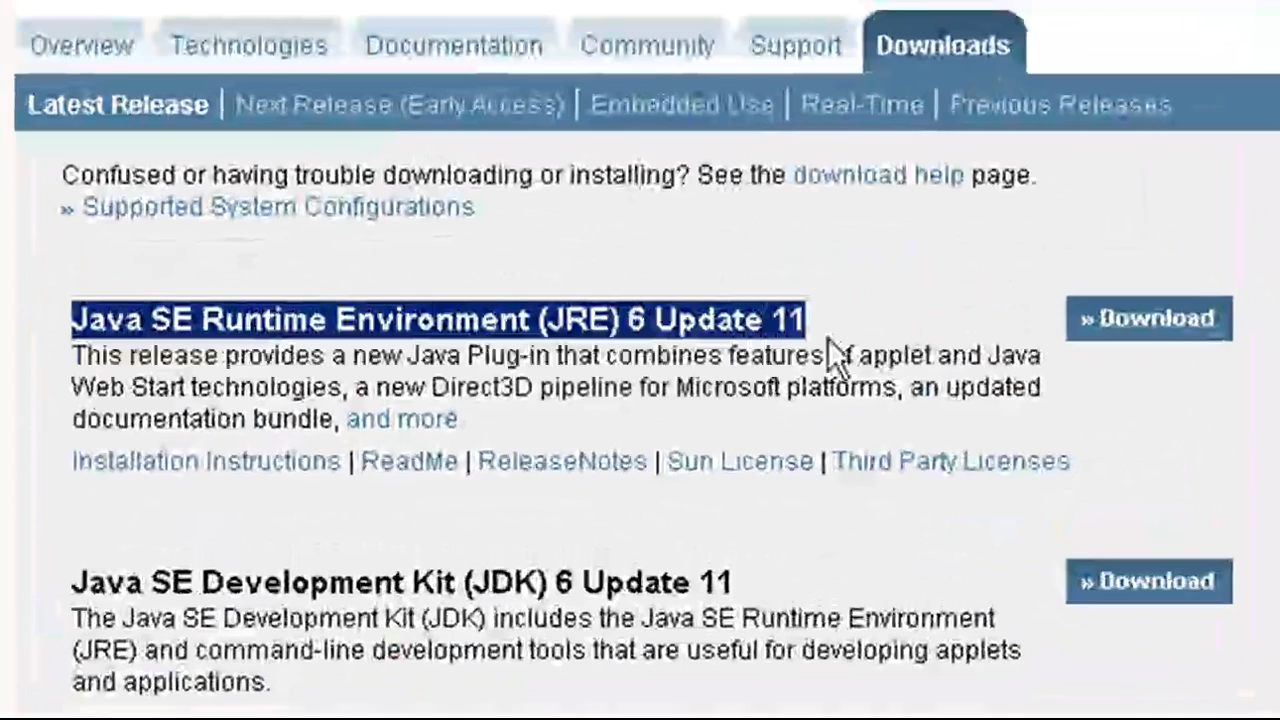 Overview Technologies Documentation Community Support Downloads
Latest Release | Next Release (Early Access) | Embedded Use | Real-Time | Previous Releases
Confused or having trouble downloading or installing? See the download help page.
» Supported System Configurations
Java SE Runtime Environment (JRE) 6 Update 11
» Download
This release provides a new Java Plug-in that combines features of applet and Java
Web Start technologies, a new Direct3D pipeline for Microsoft platforms, an updated
documentation bundle, and more
Installation Instructions | ReadMe | ReleaseNotes | Sun License | Third Party Licenses
Java SE Development Kit (JDK) 6 Update 11
» Download
The Java SE Development Kit (JDK) includes the Java SE Runtime Environment
(JRE) and command-line development tools that are useful for developing applets
and applications.